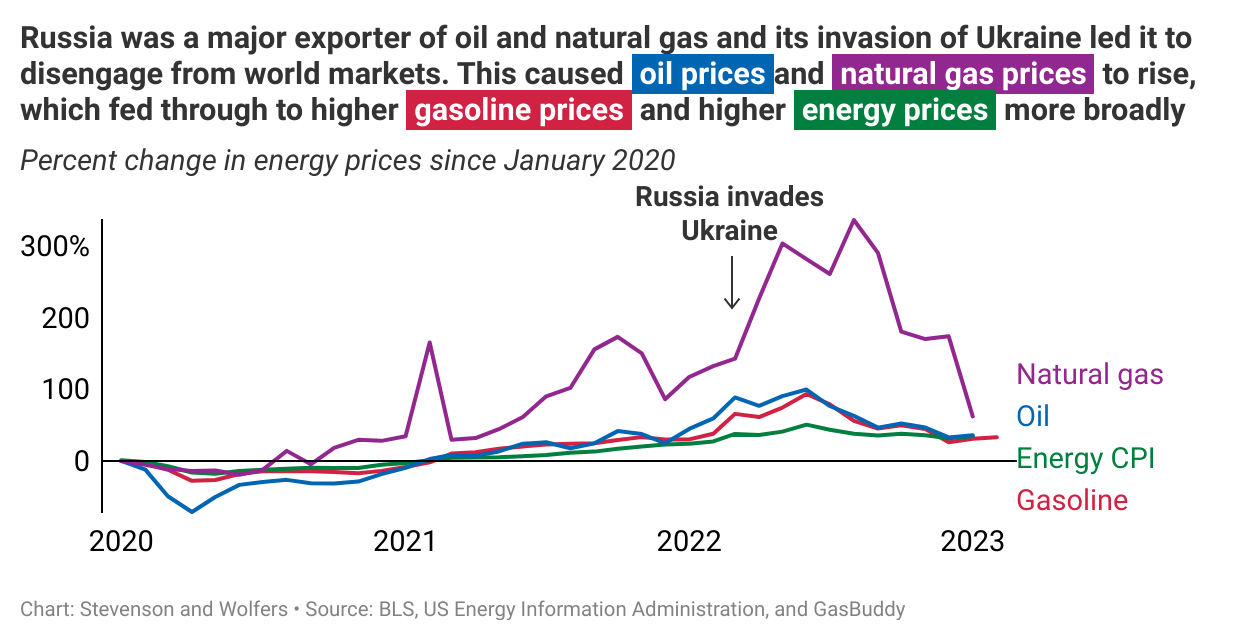 Russia was a major exporter of oil and natural gas and its invasion of Ukraine led it to
disengage from world markets. This caused oil prices and natural gas prices to rise,
which fed through to higher gasoline prices and higher energy prices more broadly
Percent change in energy prices since January 2020
Russia invades
Ukraine
300%
200
100
0
Natural gas
Oil
Energy CPI
Gasoline
2020
2021
2022
2023
Chart: Stevenson and Wolfers • Source: BLS, US Energy Information Administration, and GasBuddy